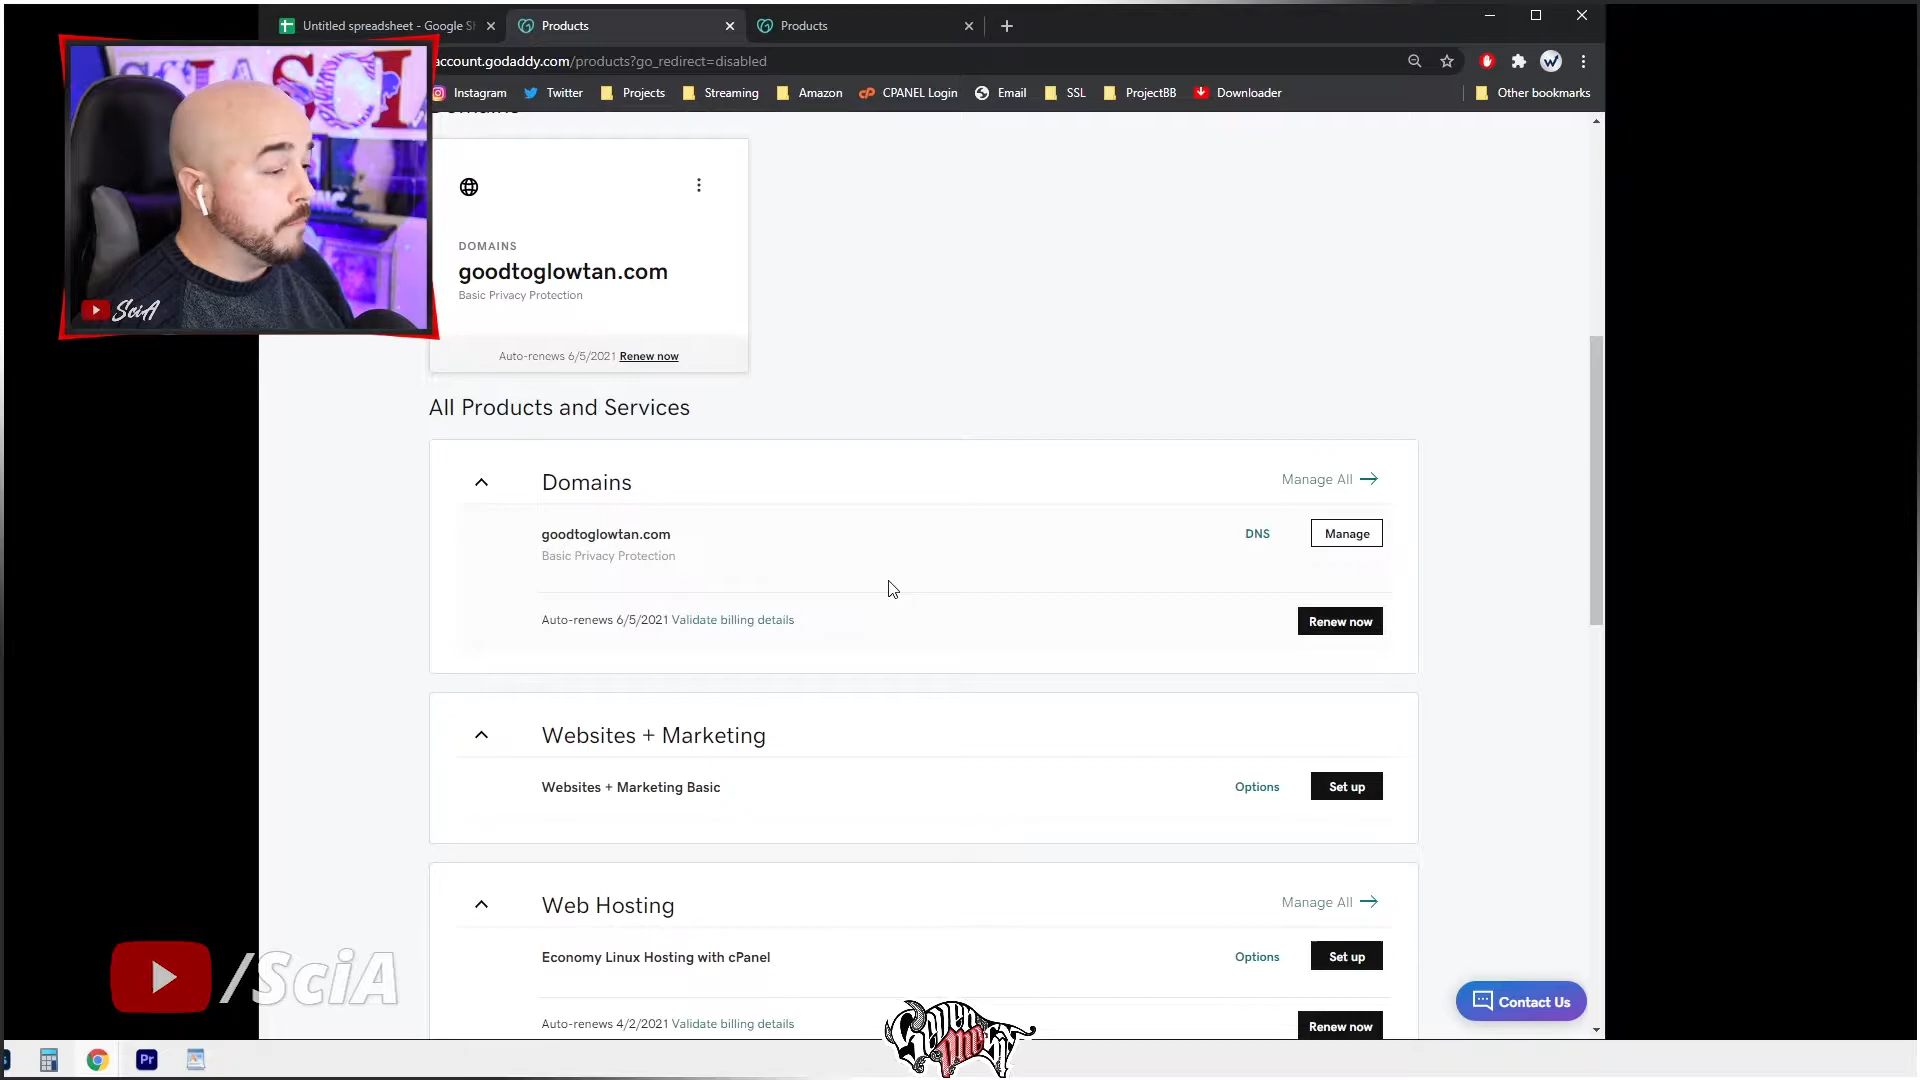 Untitled spreadsheet - Google Sh
Products
Products
account.godaddy.com/products?go_redirect=disabled
Instagram
Twitter
Projects
Streaming
Amazon
CPANEL Login
Email
SSL
ProjectBB
Downloader
Other bookmarks
SciA
DOMAINS
goodtoglowtan.com
Basic Privacy Protection
Auto-renews 6/5/2021 Renew now
All Products and Services
Domains
Manage All
goodtoglowtan.com
DNS
Manage
Basic Privacy Protection
Auto-renews 6/5/2021 Validate billing details
Renew now
Websites + Marketing
Websites + Marketing Basic
Options
Set up
Web Hosting
Manage All
Economy Linux Hosting with cPanel
Options
Set up
Auto-renews 4/2/2021 Validate billing details
Renew now
Contact Us
/SciA
Pr